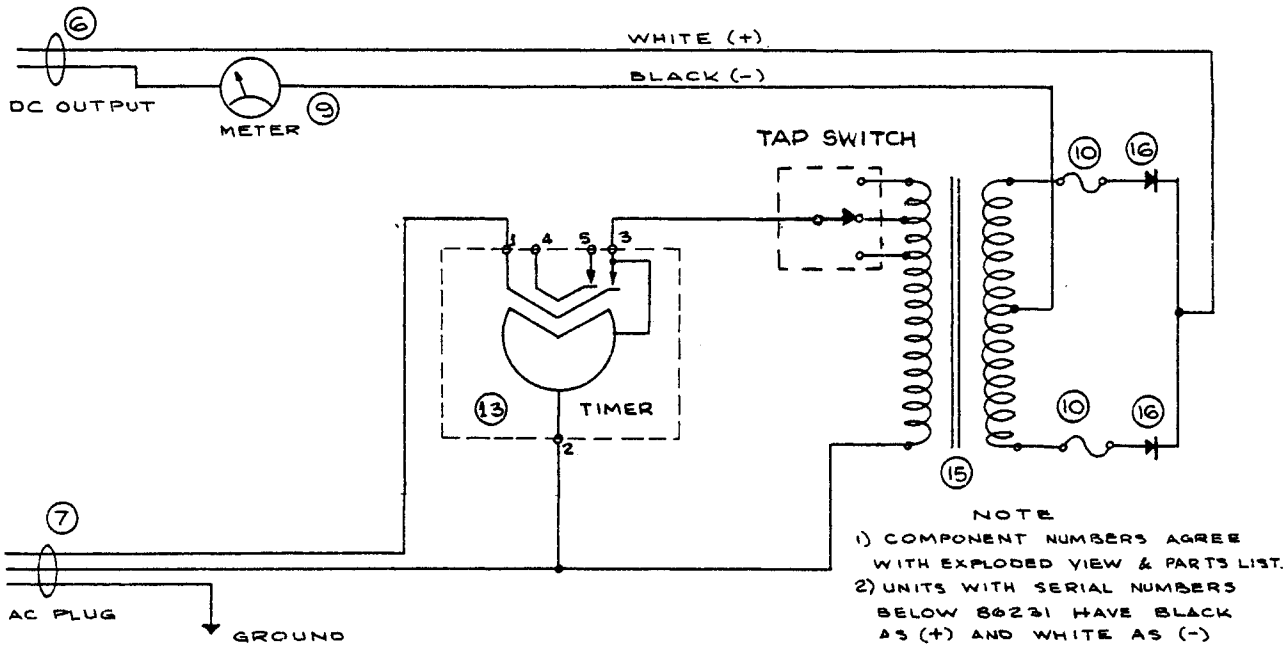 6
WHITE (+)
BLACK (-)
DC OUTPUT
METER
9
TAP SWITCH
10
16
1
4
5
3
13
TIMER
2
10
16
15
7
AC PLUG
GROUND
NOTE
1) COMPONENT NUMBERS AGREE
WITH EXPLODED VIEW & PARTS LIST.
2) UNITS WITH SERIAL NUMBERS
BELOW 86231 HAVE BLACK
AS (+) AND WHITE AS (-)